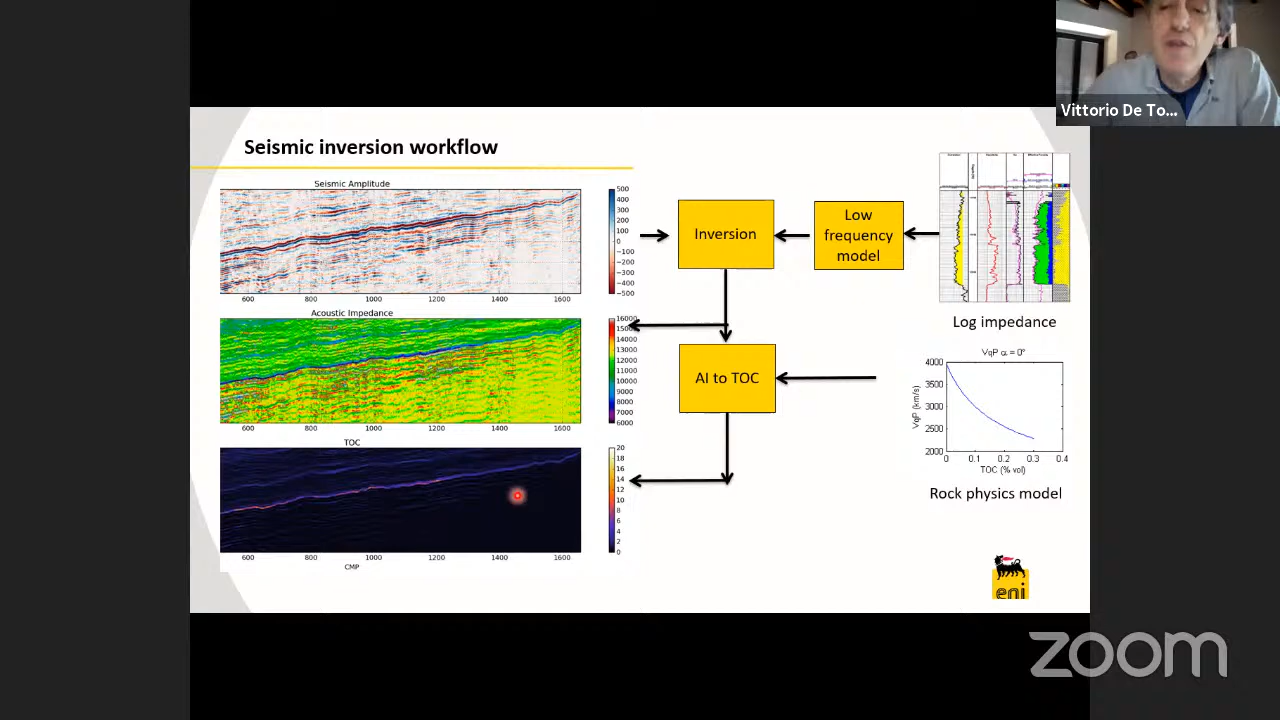 Vittorio De To...
Seismic inversion workflow
Seismic Amplitude
500
400
300
200
100
0
−100
−200
−300
−400
−500
600 800 1000 1200 1400 1600
Acoustic Impedance
16000
15000
14000
13000
12000
11000
10000
9000
8000
7000
6000
600 800 1000 1200 1400 1600
TOC
20
18
16
14
12
10
8
6
4
2
0
600 800 1000 1200 1400 1600
CMP
Inversion
Low
frequency
model
AI to TOC
Log impedance
VqP α = 0°
4000
3500
3000
2500
2000
VqP (km/s)
0 0.1 0.2 0.3 0.4
TOC (% vol)
Rock physics model
eni
zoom